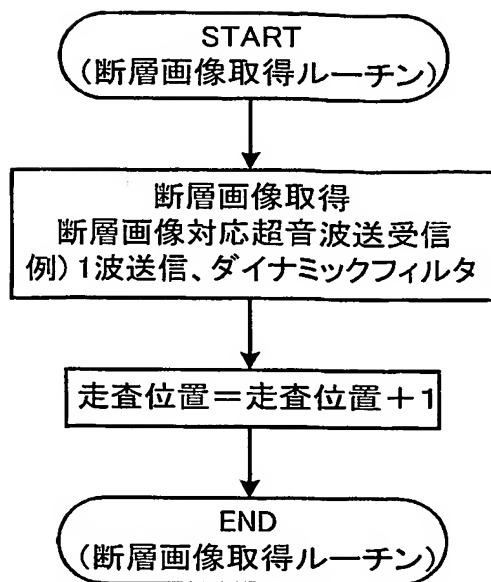 START
(断層画像取得ルーチン)
断層画像取得
断層画像対応超音波送受信
例)1波送信、ダイナミックフィルタ
走査位置=走査位置+1
END
(断層画像取得ルーチン)